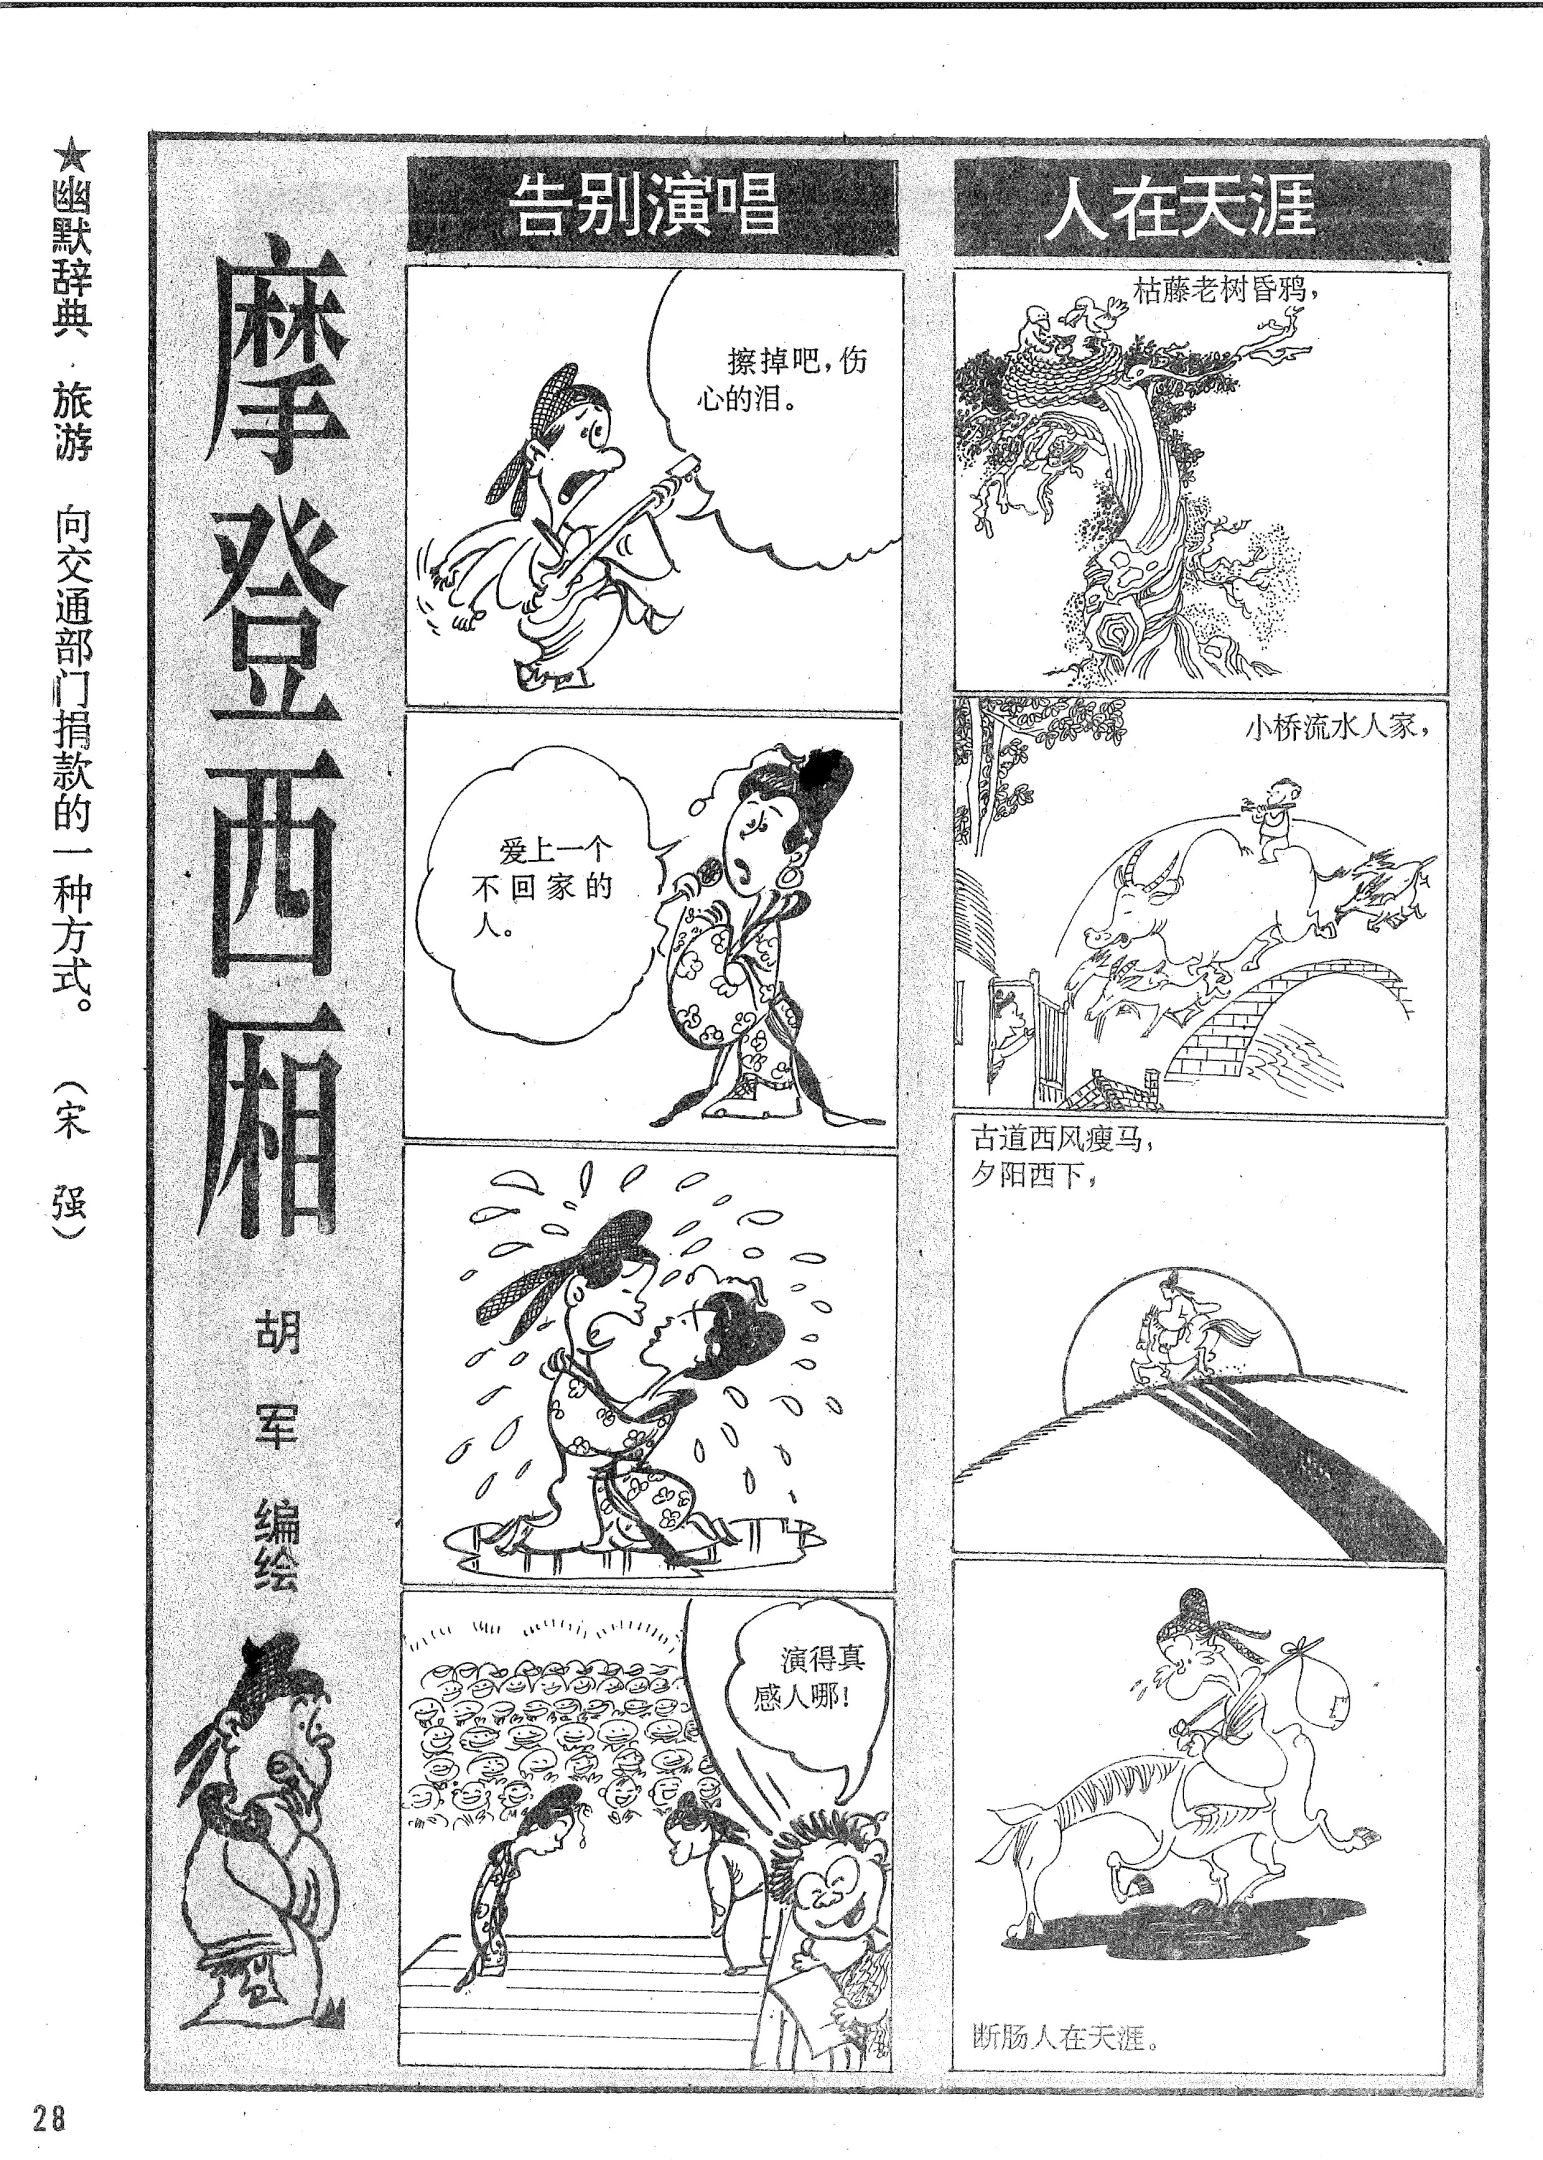 ★幽默辞典·旅游 向交通部门捐款的一种方式。 （宋 强）
摩登西厢
胡军编绘
告别演唱
擦掉吧，伤
心的泪。
爱上一个
不回家的
人。
演得真
感人哪！
人在天涯
枯藤老树昏鸦，
小桥流水人家，
古道西风瘦马，
夕阳西下，
断肠人在天涯。
28